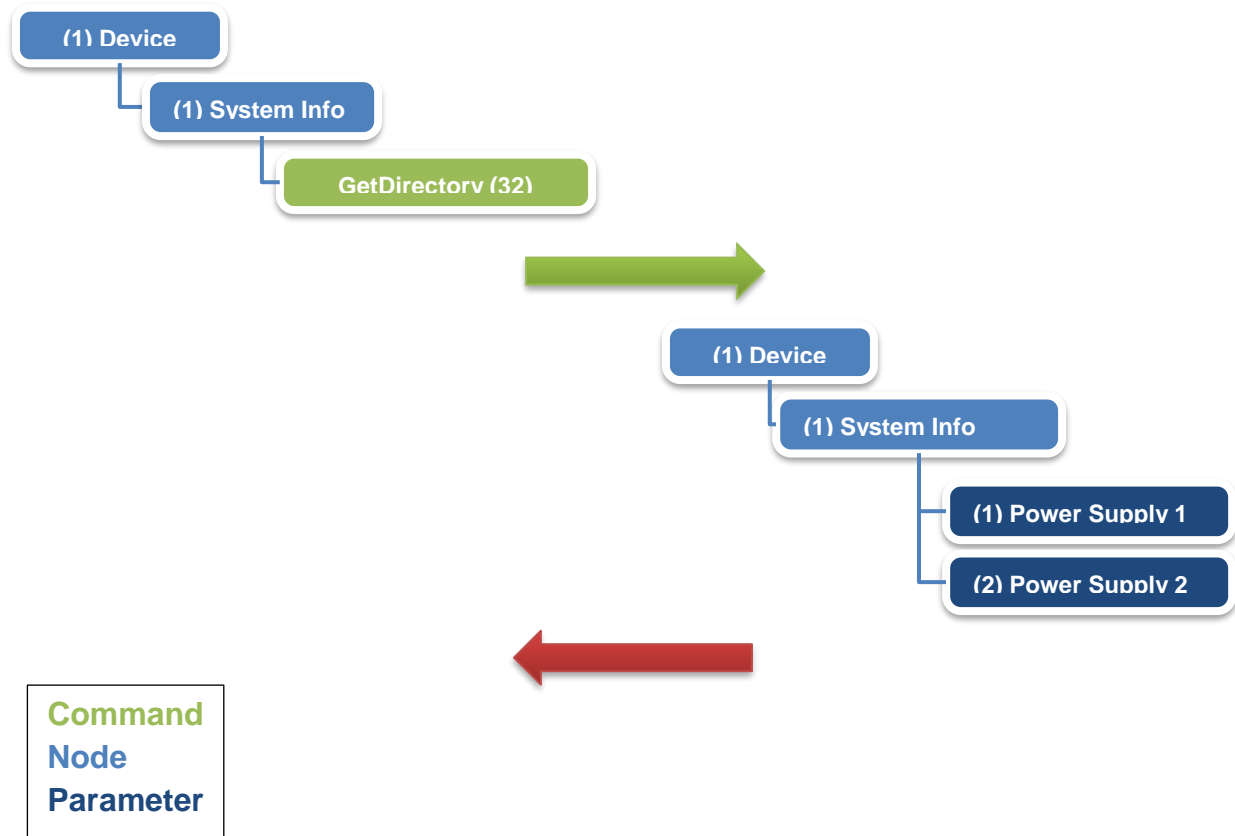 (1) Device
(1) System Info
GetDirectory (32)
(1) Device
(1) System Info
(1) Power Supply 1
(2) Power Supply 2
Command
Node
Parameter